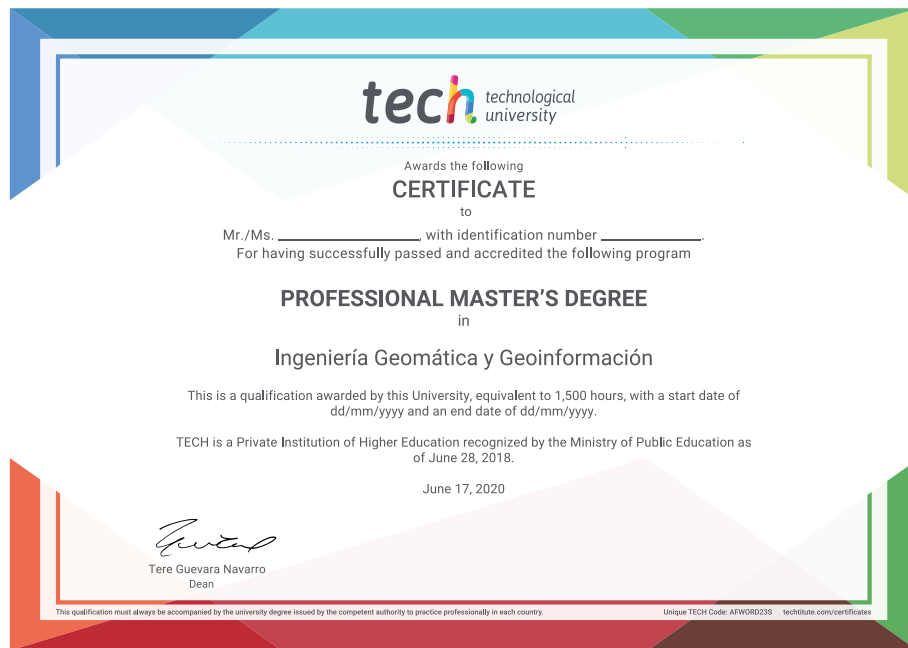 tech technological
university
Awards the following
CERTIFICATE
to
Mr./Ms. ____________________, with identification number ______________.
For having successfully passed and accredited the following program
PROFESSIONAL MASTER'S DEGREE
in
Ingeniería Geomática y Geoinformación
This is a qualification awarded by this University, equivalent to 1,500 hours, with a start date of
dd/mm/yyyy and an end date of dd/mm/yyyy.
TECH is a Private Institution of Higher Education recognized by the Ministry of Public Education as
of June 28, 2018.
June 17, 2020
Tere Guevara Navarro
Dean
This qualification must always be accompanied by the university degree issued by the competent authority to practice professionally in each country.
Unique TECH Code: AFWORD23S techtitute.com/certificates